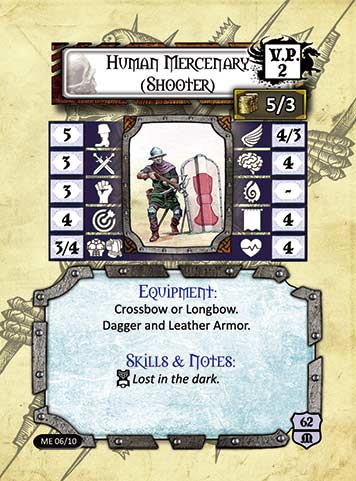 Human Mercenary
(Shooter)
V.P.
2
5/3
5
4/3
3
4
3
-
4
4
3/4
4
Equipment:
Crossbow or Longbow.
Dagger and Leather Armor.
Skills & Notes:
Lost in the dark.
ME 06/10
62
M